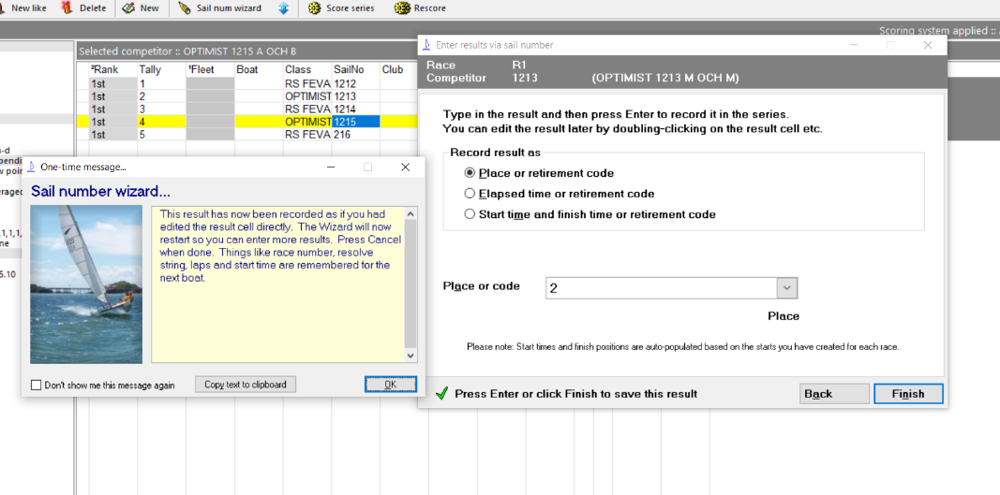 New like Delete New Sail num wizard Score series Rescore
Scoring system applied ::
Selected competitor :: OPTIMIST 1215 A OCH B
²Rank Tally ¹Fleet Boat Class SailNo Club
1st 1 RS FEVA 1212
1st 2 OPTIMIST 1213
1st 3 RS FEVA 1214
1st 4 OPTIMIST 1215
1st 5 RS FEVA 216
Enter results via sail number
Race R1
Competitor 1213 (OPTIMIST 1213 M OCH M)
Type in the result and then press Enter to record it in the series.
You can edit the result later by doubling-clicking on the result cell etc.
Record result as
Place or retirement code
Elapsed time or retirement code
Start time and finish time or retirement code
Place or code 2
Place
Please note: Start times and finish positions are auto-populated based on the starts you have created for each race.
Press Enter or click Finish to save this result
Back Finish
One-time message...
Sail number wizard...
This result has now been recorded as if you had
edited the result cell directly. The Wizard will now
restart so you can enter more results. Press Cancel
when done. Things like race number, resolve
string, laps and start time are remembered for the
next boat.
Don't show me this message again
Copy text to clipboard
OK
-d
pendi
w poin
eraged
,1,1,1,
ne
5.10